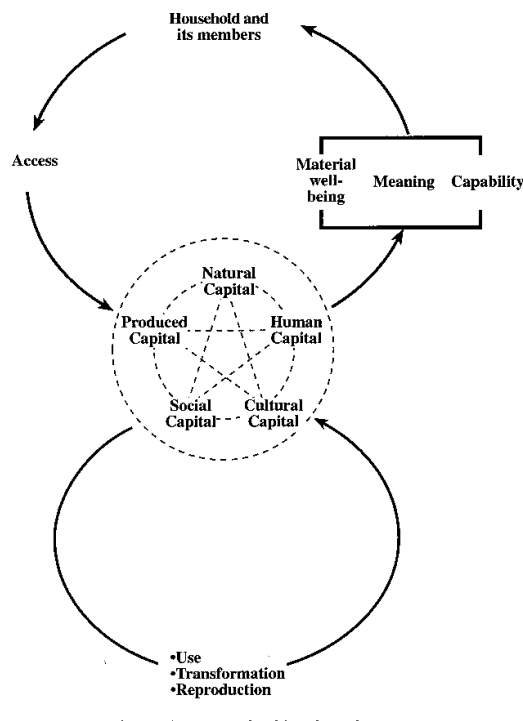 Household and
its members
Access
Material
well-
being
Meaning
Capability
Natural
Capital
Produced
Capital
Human
Capital
Social
Capital
Cultural
Capital
•Use
•Transformation
•Reproduction